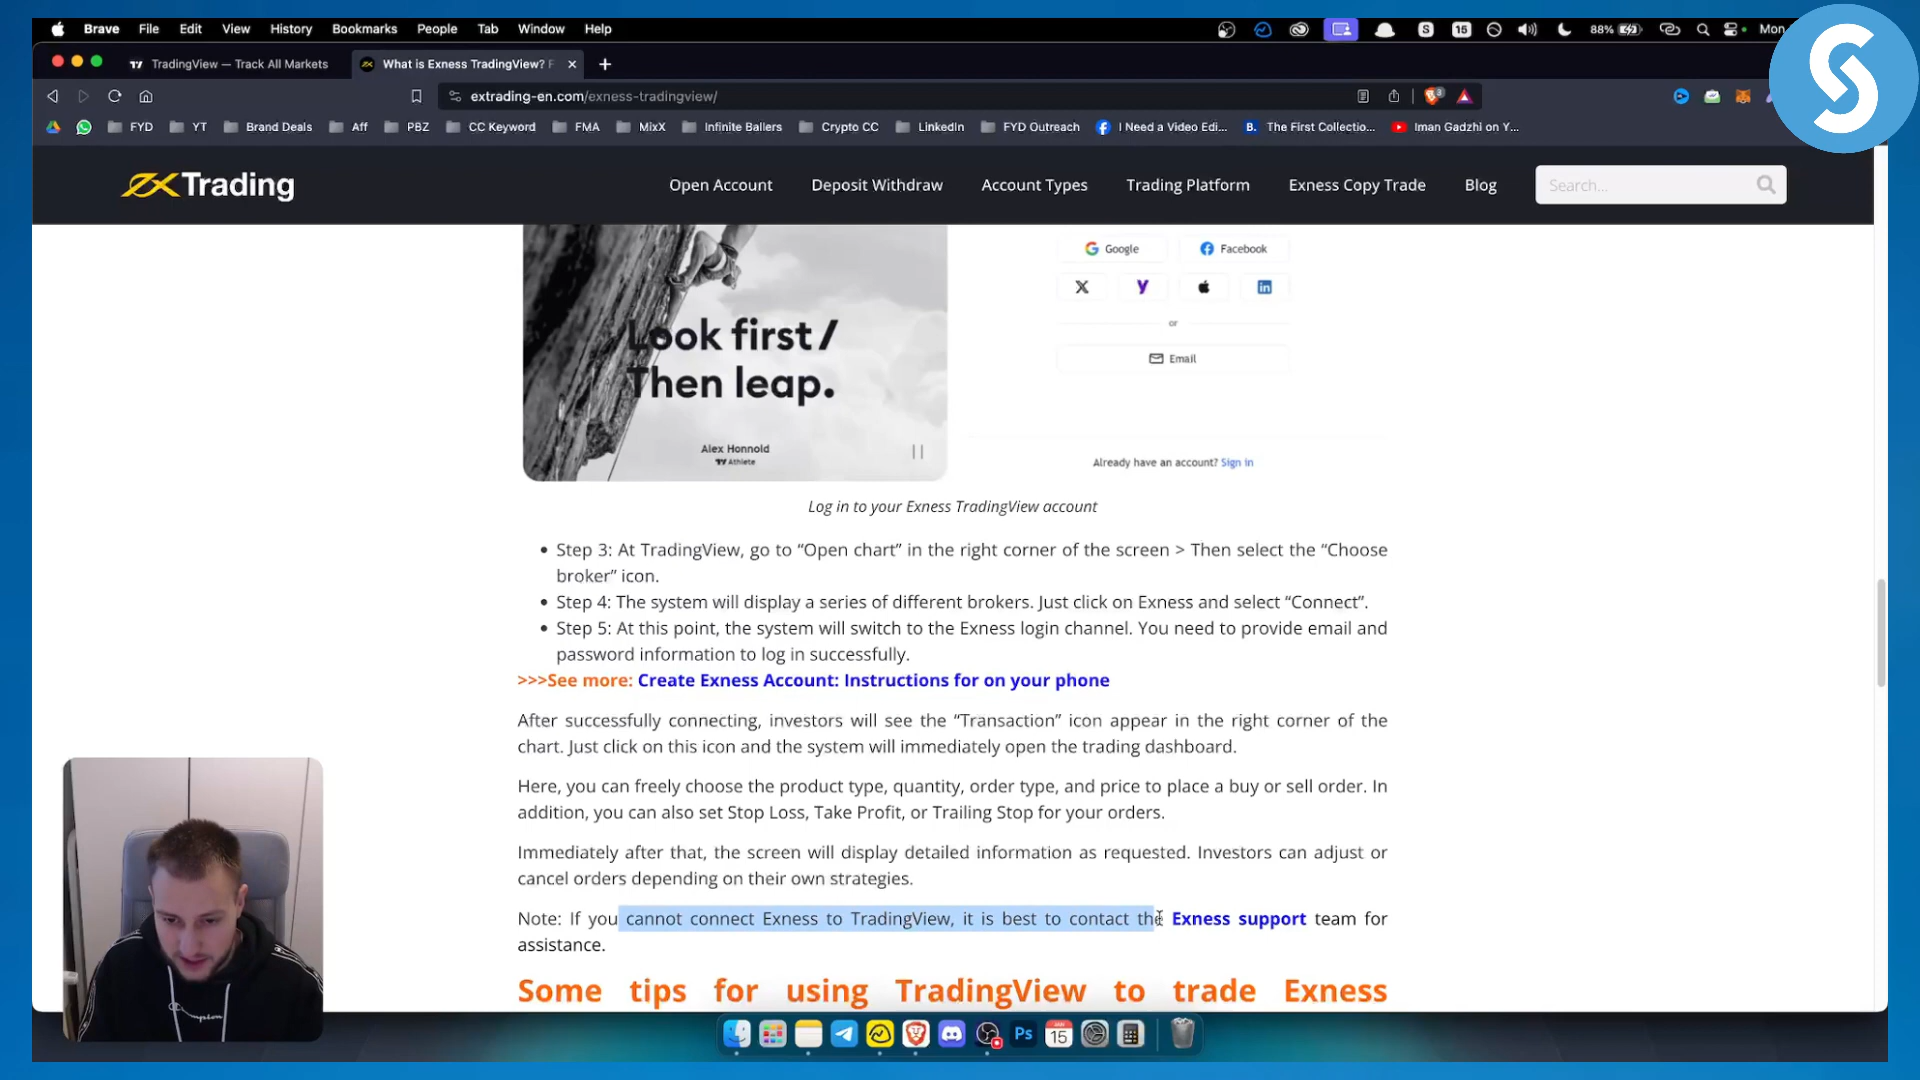 Brave File Edit View History Bookmarks People Tab Window Help
15 88% Mon
TradingView — Track All Markets
What is Exness TradingView? F
extrading-en.com/exness-tradingview/
FYD YT Brand Deals Aff PBZ CC Keyword FMA MixX Infinite Ballers Crypto CC LinkedIn FYD Outreach I Need a Video Edi... B. The First Collectio... Iman Gadzhi on Y...
exTrading
Open Account Deposit Withdraw Account Types Trading Platform Exness Copy Trade Blog Search...
Look first/
Then leap.
Alex Honnold
Athlete
Google Facebook
or
Email
Already have an account? Sign in
Log in to your Exness TradingView account
Step 3: At TradingView, go to “Open chart” in the right corner of the screen > Then select the “Choose
broker” icon.
Step 4: The system will display a series of different brokers. Just click on Exness and select “Connect”.
Step 5: At this point, the system will switch to the Exness login channel. You need to provide email and
password information to log in successfully.
>>>See more: Create Exness Account: Instructions for on your phone
After successfully connecting, investors will see the “Transaction” icon appear in the right corner of the
chart. Just click on this icon and the system will immediately open the trading dashboard.
Here, you can freely choose the product type, quantity, order type, and price to place a buy or sell order. In
addition, you can also set Stop Loss, Take Profit, or Trailing Stop for your orders.
Immediately after that, the screen will display detailed information as requested. Investors can adjust or
cancel orders depending on their own strategies.
Note: If you cannot connect Exness to TradingView, it is best to contact the Exness support team for
assistance.
Some tips for using TradingView to trade Exness
Champion
Ps
JAN
15